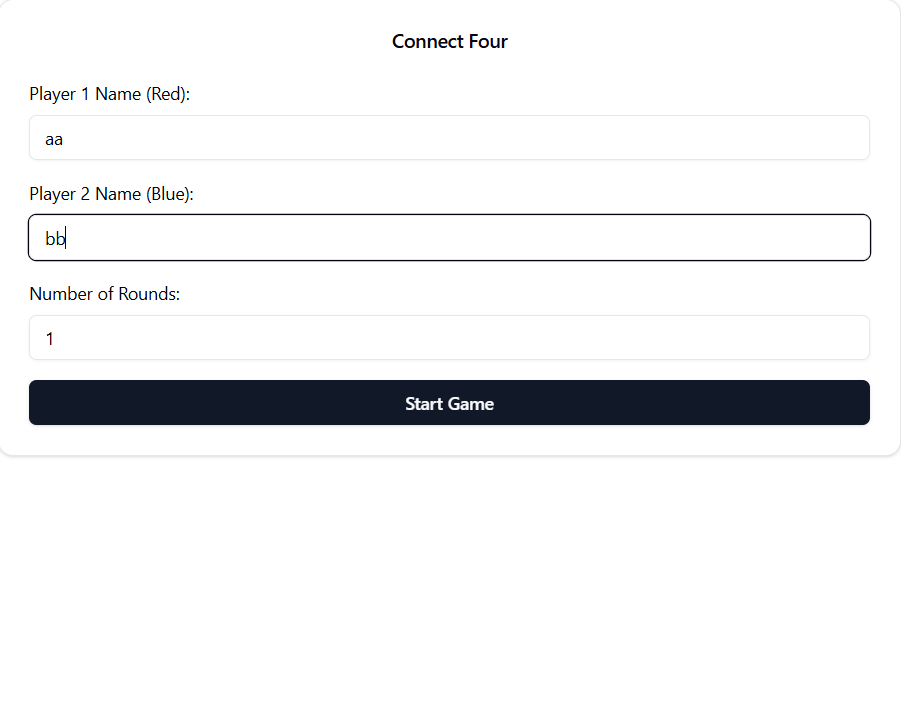 Connect Four
Player 1 Name (Red):
aa
Player 2 Name (Blue):
bb
Number of Rounds:
1
Start Game